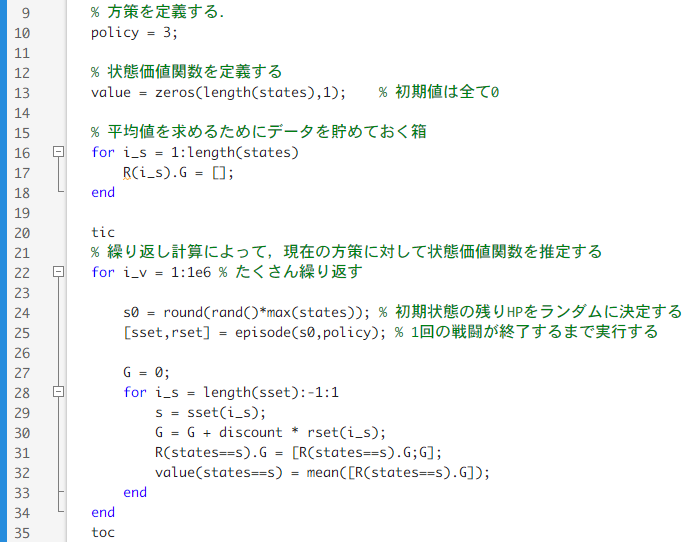 9 % 方策を定義する.
10 policy = 3;
11
12 % 状態価値関数を定義する
13 value = zeros(length(states),1); % 初期値は全て0
14
15 % 平均値を求めるためにデータを貯めておく箱
16 for i_s = 1:length(states)
17 R(i_s).G = [];
18 end
19
20 tic
21 % 繰り返し計算によって，現在の方策に対して状態価値関数を推定する
22 for i_v = 1:1e6 % たくさん繰り返す
23
24 s0 = round(rand()*max(states)); % 初期状態の残りHPをランダムに決定する
25 [sset,rset] = episode(s0,policy); % 1回の戦闘が終了するまで実行する
26
27 G = 0;
28 for i_s = length(sset):-1:1
29 s = sset(i_s);
30 G = G + discount * rset(i_s);
31 R(states==s).G = [R(states==s).G;G];
32 value(states==s) = mean([R(states==s).G]);
33 end
34 end
35 toc